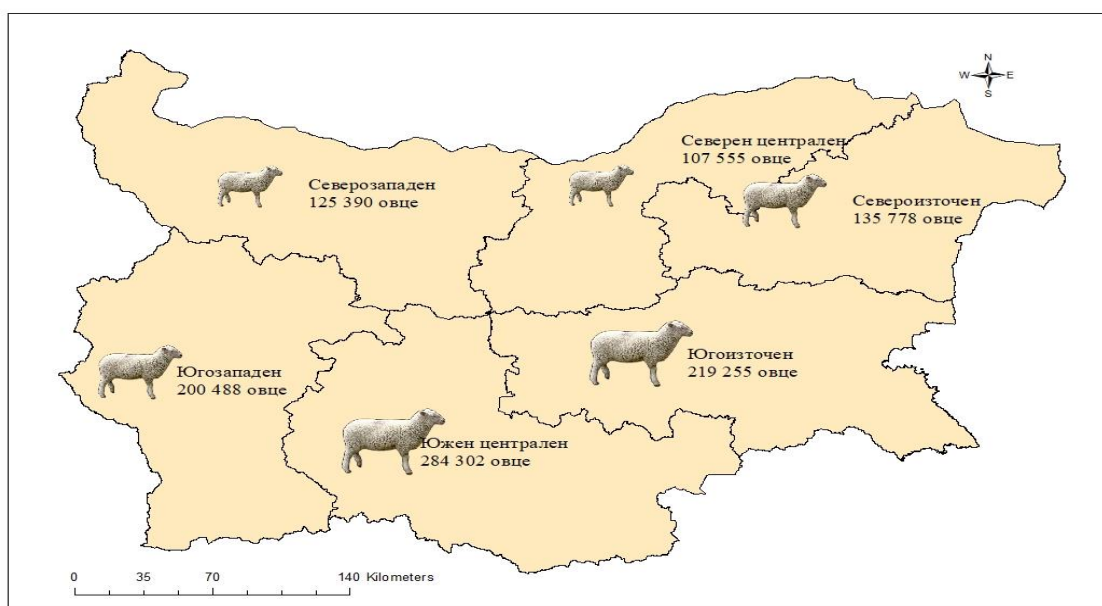 N
W E
S
Северен централен
107 555 овце
Северозападен
125 390 овце
Североизточен
135 778 овце
Югоизточен
219 255 овце
Югозападен
200 488 овце
Южен централен
284 302 овце
0 35 70 140 Kilometers